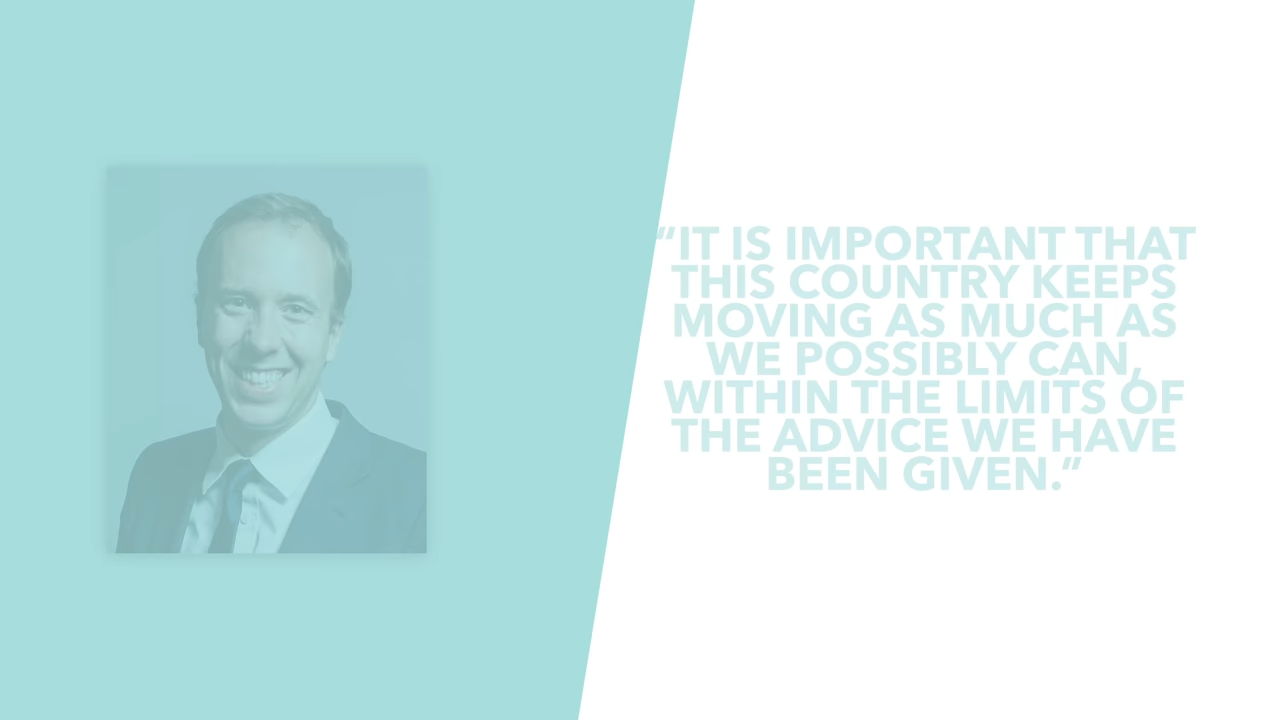 “IT IS IMPORTANT THAT
THIS COUNTRY KEEPS
MOVING AS MUCH AS
WE POSSIBLY CAN,
WITHIN THE LIMITS OF
THE ADVICE WE HAVE
BEEN GIVEN.”